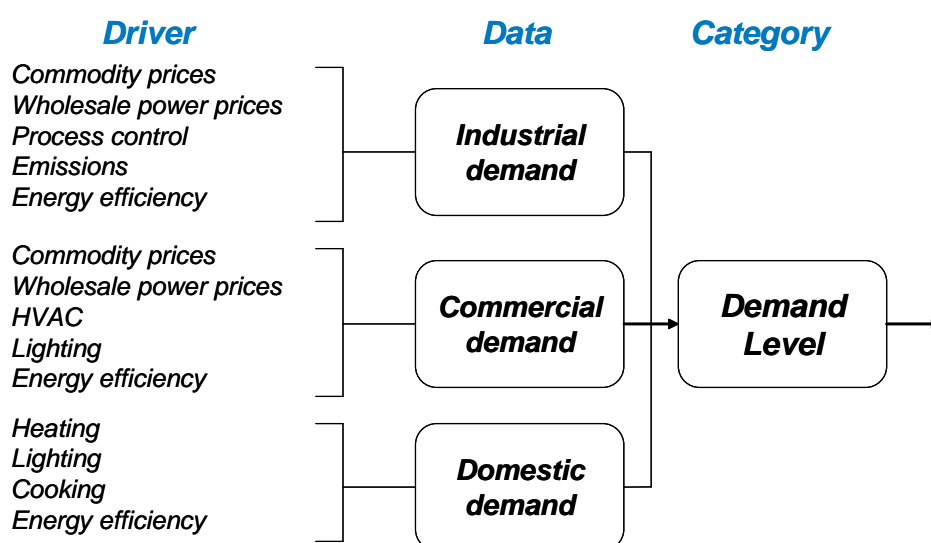 Driver
Data
Category
Commodity prices
Wholesale power prices
Process control
Emissions
Energy efficiency
Industrial
demand
Commodity prices
Wholesale power prices
HVAC
Lighting
Energy efficiency
Commercial
demand
Demand
Level
Heating
Lighting
Cooking
Energy efficiency
Domestic
demand